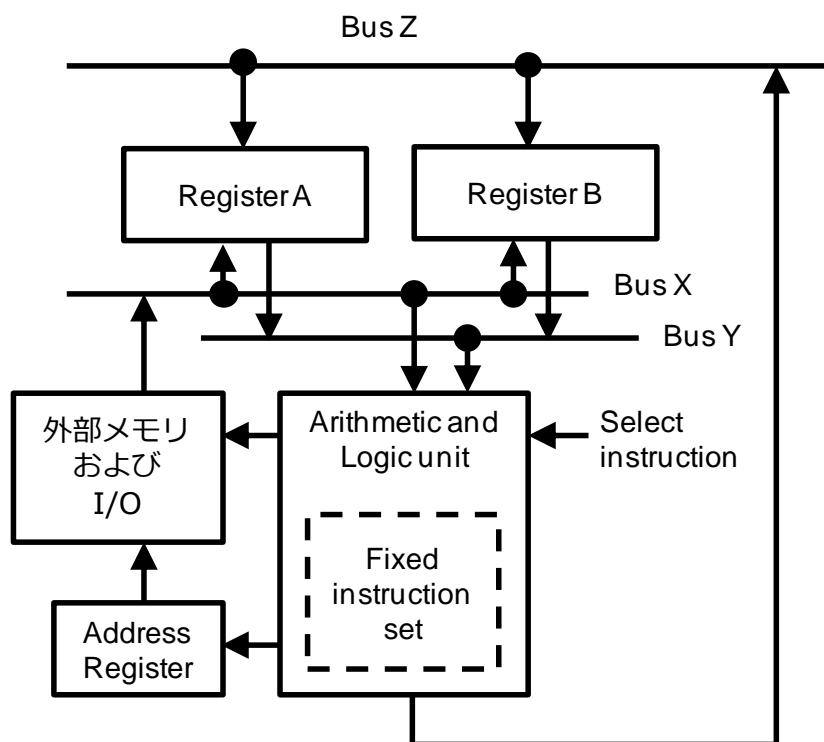 Bus Z
Register A
Register B
Bus X
Bus Y
外部メモリ
および
I/O
Arithmetic and
Logic unit
Select
instruction
Fixed
instruction
set
Address
Register